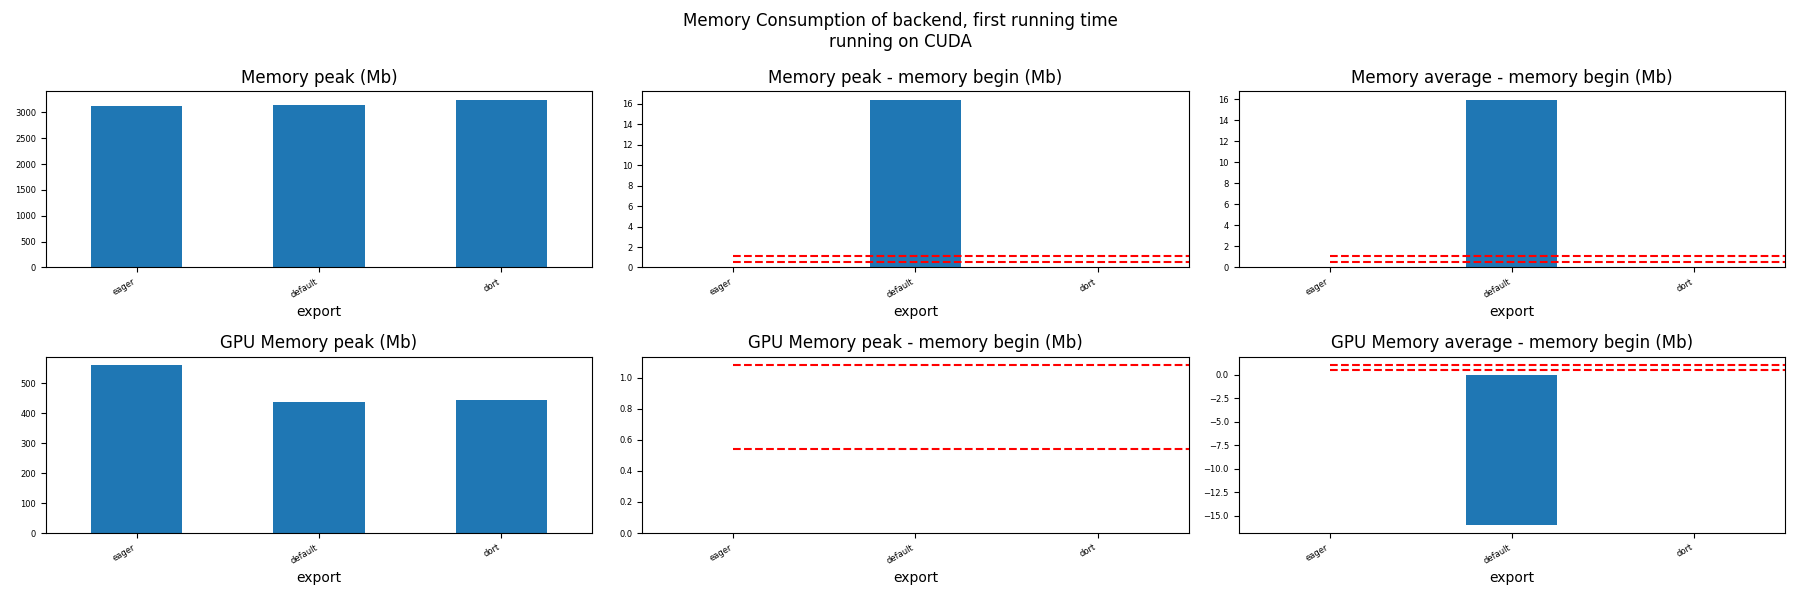 Memory Consumption of backend, first running time
running on CUDA
Memory peak (Mb)
3000
2500
2000
1500
1000
500
0
eager
default
dort
export
Memory peak - memory begin (Mb)
16
14
12
10
8
6
4
2
0
eager
default
dort
export
Memory average - memory begin (Mb)
16
14
12
10
8
6
4
2
0
eager
default
dort
export
GPU Memory peak (Mb)
500
400
300
200
100
0
eager
default
dort
export
GPU Memory peak - memory begin (Mb)
1.0
0.8
0.6
0.4
0.2
0.0
eager
default
dort
export
GPU Memory average - memory begin (Mb)
0.0
−2.5
−5.0
−7.5
−10.0
−12.5
−15.0
eager
default
dort
export